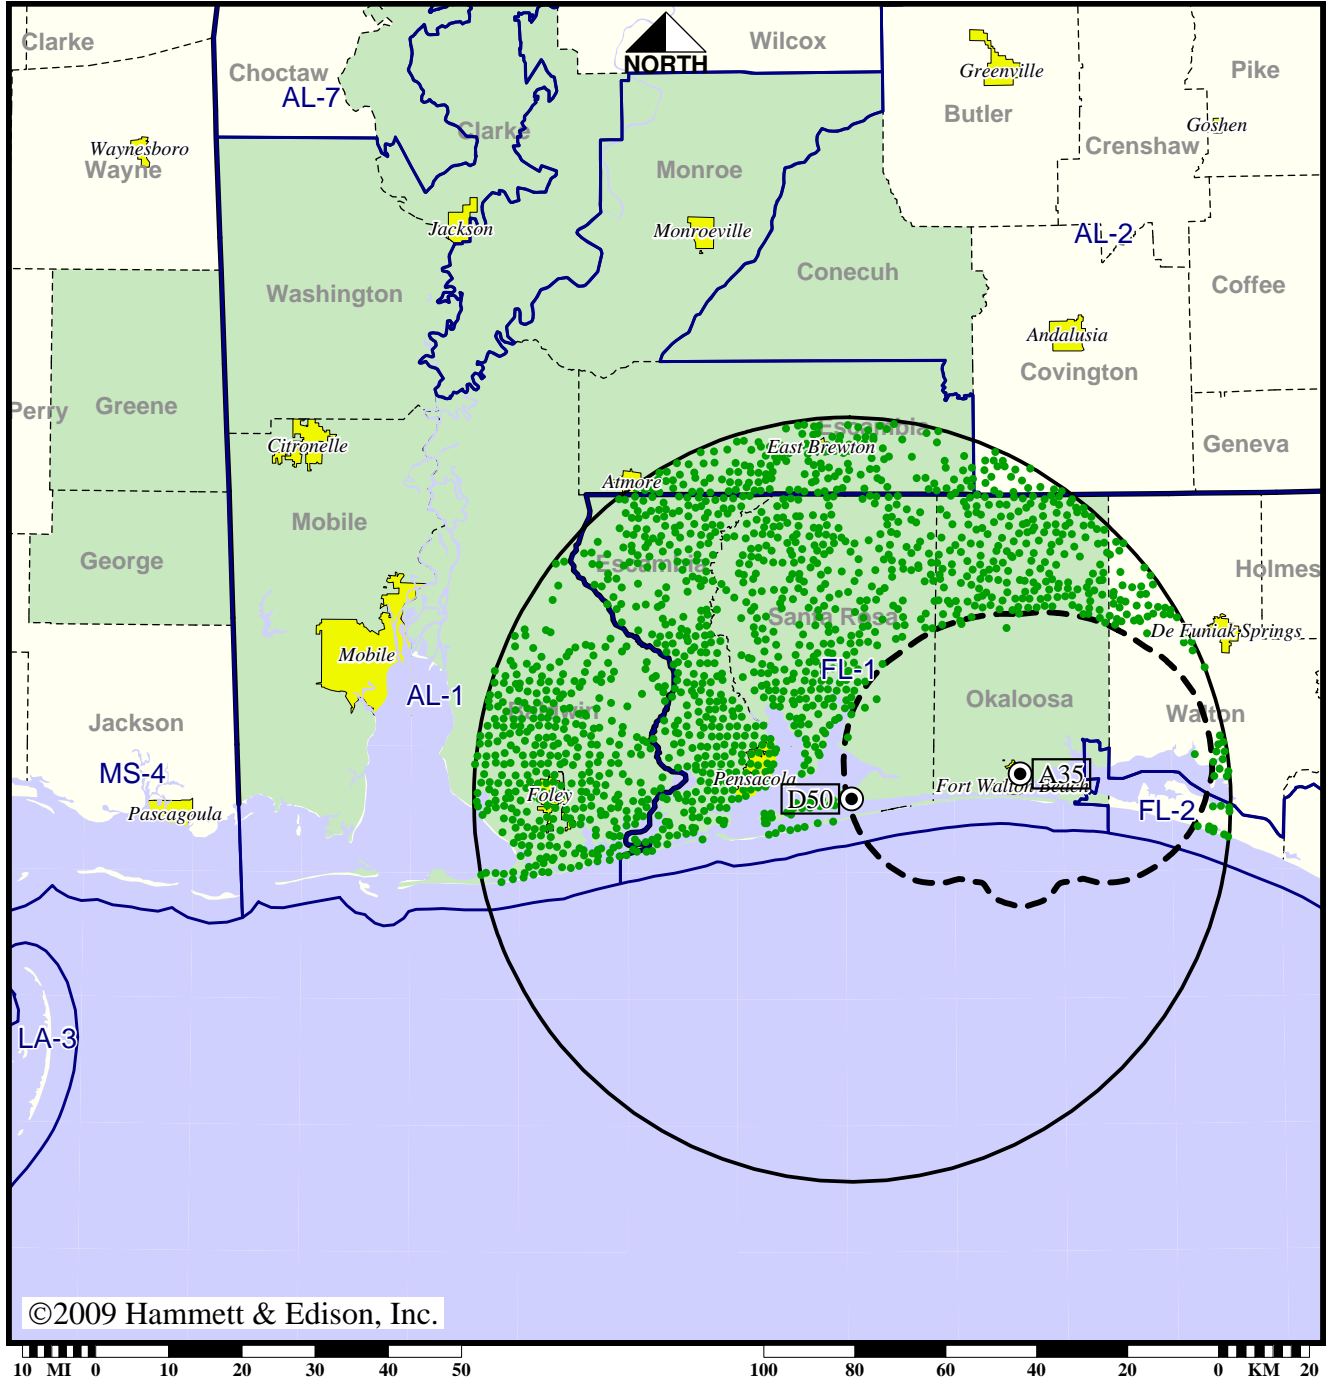 Clarke
Choctaw
AL-7
NORTH
Wilcox
Greenville
Butler
Pike
Goshen
Crenshaw
Waynesboro
Wayne
Clarke
Monroe
Jackson
Monroeville
AL-2
Washington
Conecuh
Coffee
Andalusia
Covington
Perry
Greene
Citronelle
Escambia
East Brewton
Geneva
Atmore
Mobile
George
Escambia
Holmes
Santa Rosa
De Funiak Springs
Mobile
FL-1
AL-1
Okaloosa
Baldwin
Walton
Jackson
MS-4
Pensacola
A35
Fort Walton Beach
Foley
D50
FL-2
Pascagoula
LA-3
©2009 Hammett & Edison, Inc.
10 MI 0 10 20 30 40 50 100 80 60 40 20 0 KM 20